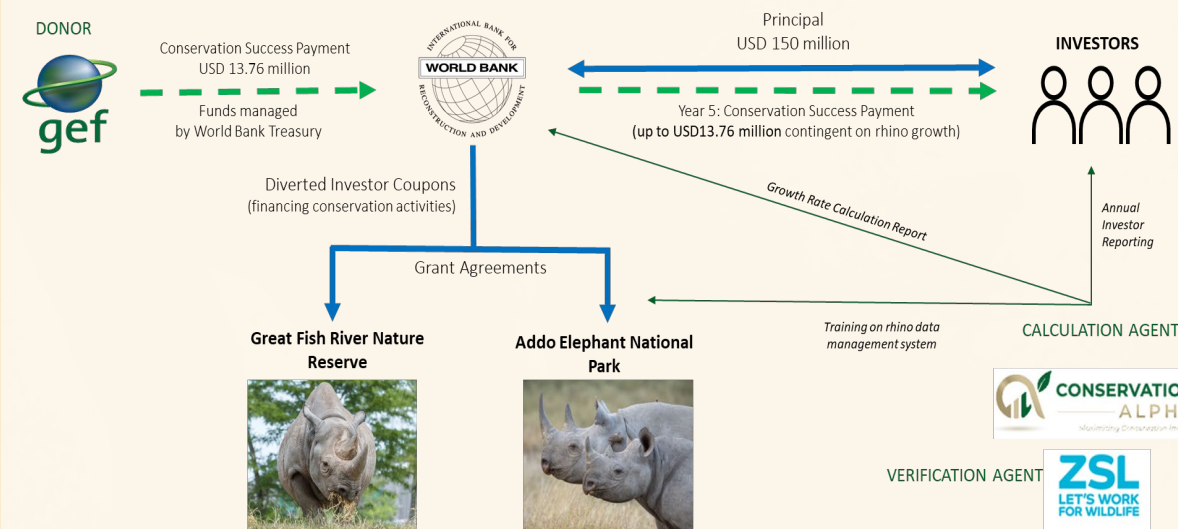 DONOR
gef
Conservation Success Payment
USD 13.76 million
Funds managed
by World Bank Treasury
INTERNATIONAL BANK FOR
WORLD BANK
RECONSTRUCTION AND DEVELOPMENT
Principal
USD 150 million
Year 5: Conservation Success Payment
(up to USD13.76 million contingent on rhino growth)
INVESTORS
Diverted Investor Coupons
(financing conservation activities)
Grant Agreements
Growth Rate Calculation Report
Annual
Investor
Reporting
Great Fish River Nature
Reserve
Addo Elephant National
Park
Training on rhino data
management system
CALCULATION AGENT
CONSERVATIO
ALPH
VERIFICATION AGENT
ZSL
LET'S WORK
FOR WILDLIFE